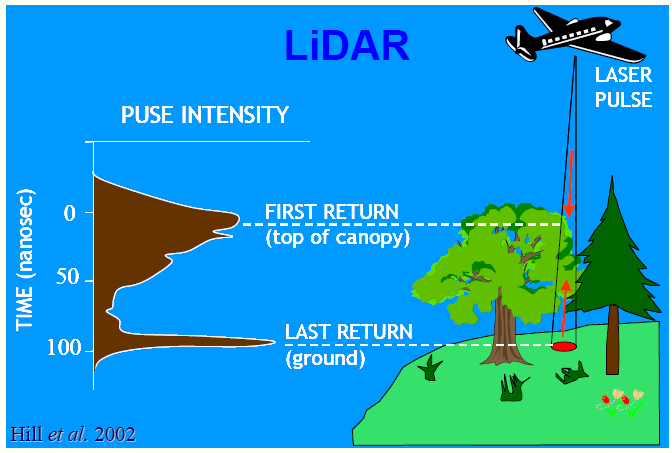 LiDAR
LASER
PULSE
PUSE INTENSITY
TIME (nanosec)
0
50
100
FIRST RETURN
(top of canopy)
LAST RETURN
(ground)
Hill et al. 2002